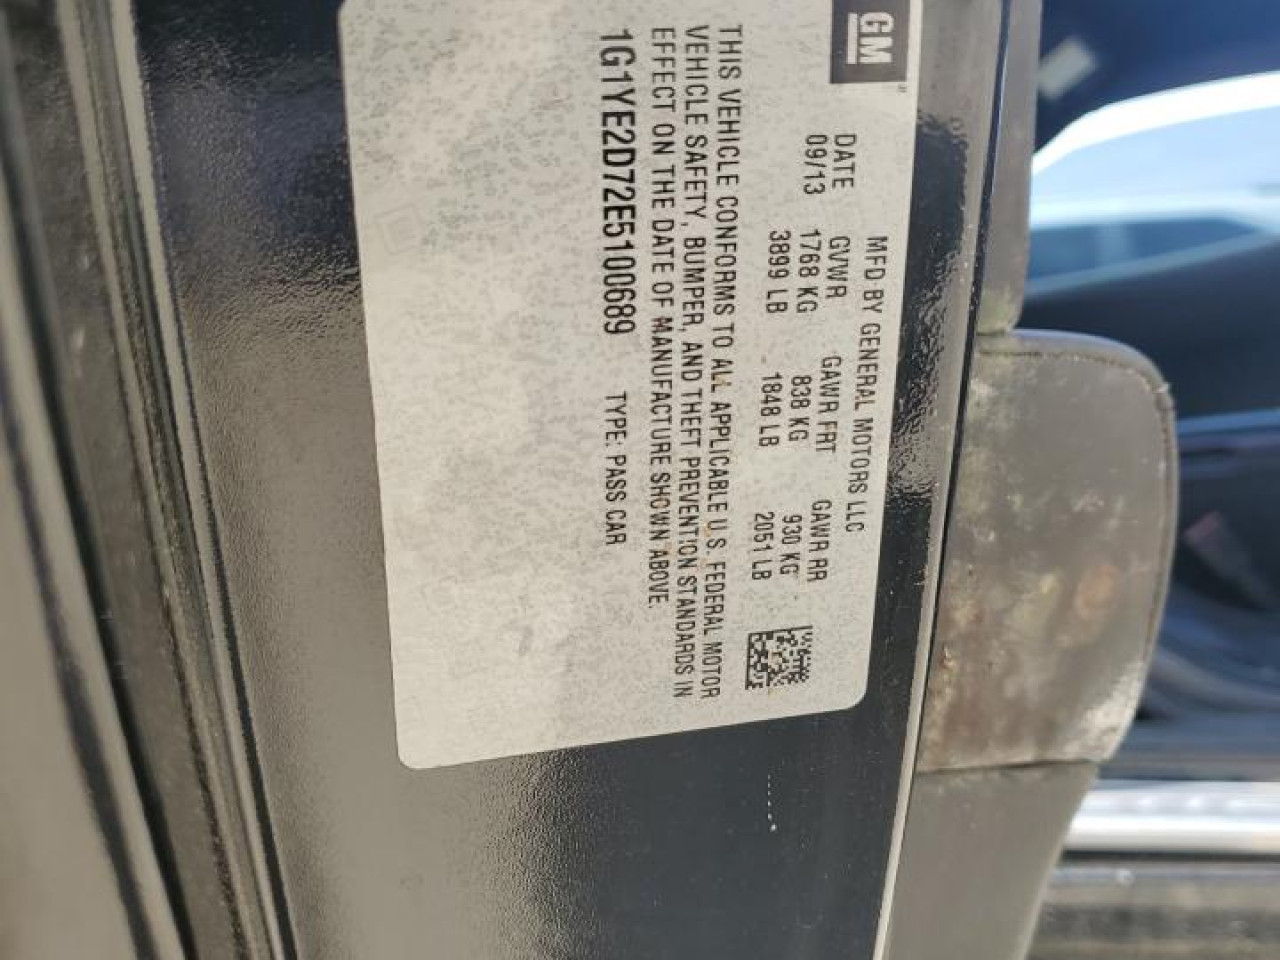 GM
MFD BY GENERAL MOTORS LLC
DATE GVWR GAWR FRT GAWR RR
09/13 1768 KG 838 KG 930 KG
3899 LB 1848 LB 2051 LB
THIS VEHICLE CONFORMS TO ALL APPLICABLE U.S. FEDERAL MOTOR
VEHICLE SAFETY, BUMPER, AND THEFT PREVENTION STANDARDS IN
EFFECT ON THE DATE OF MANUFACTURE SHOWN ABOVE.
1G1YE2D72E5100689 TYPE: PASS CAR